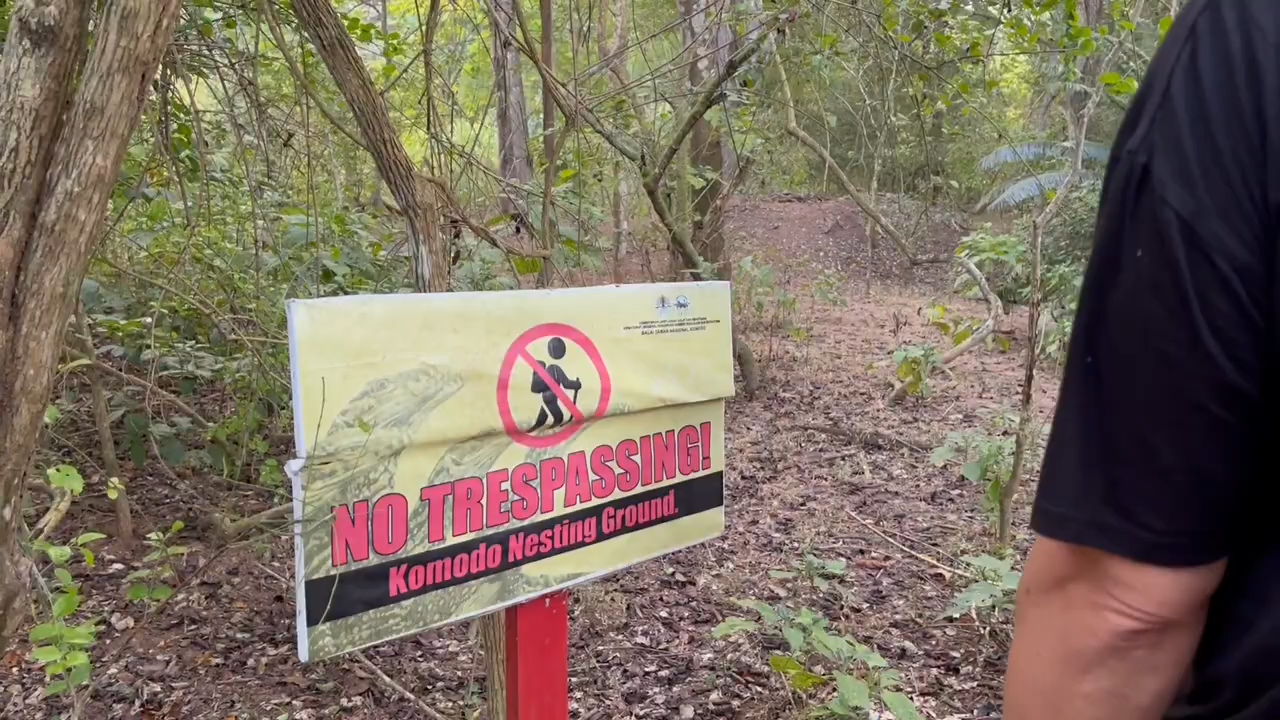 BALAI TAMAN NASIONAL KOMODO
NO TRESPASSING!
Komodo Nesting Ground.